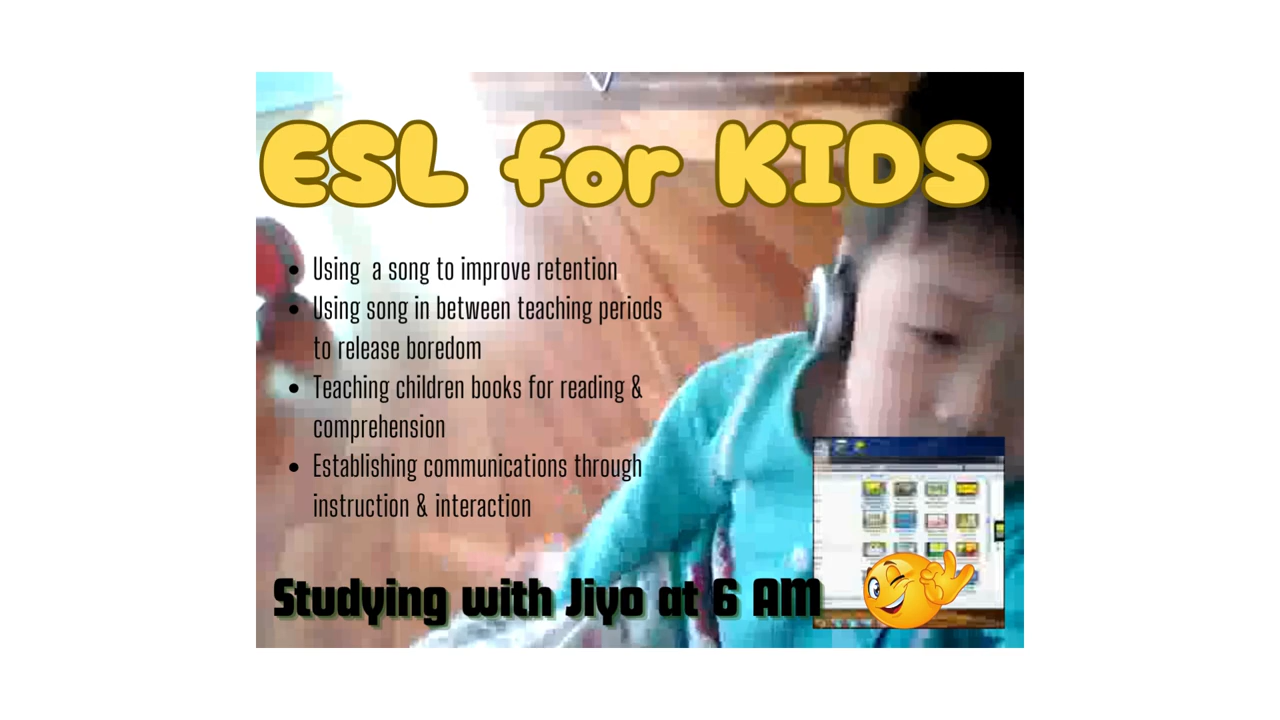 ESL for KIDS
• Using  a song to improve retention
• Using song in between teaching periods
to release boredom
• Teaching children books for reading &
comprehension
• Establishing communications through
instruction & interaction
Studying with Jiyo at 6 AM